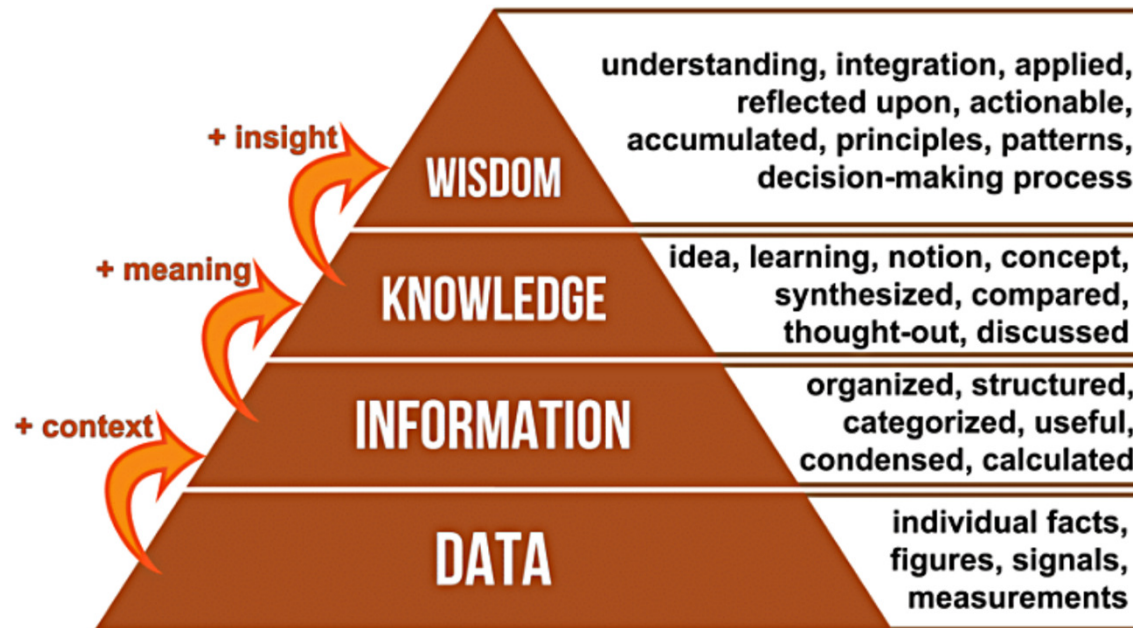 understanding, integration, applied,
reflected upon, actionable,
accumulated, principles, patterns,
decision-making process
+ insight
WISDOM
idea, learning, notion, concept,
synthesized, compared,
thought-out, discussed
+ meaning
KNOWLEDGE
organized, structured,
categorized, useful,
condensed, calculated
+ context
INFORMATION
individual facts,
figures, signals,
measurements
DATA